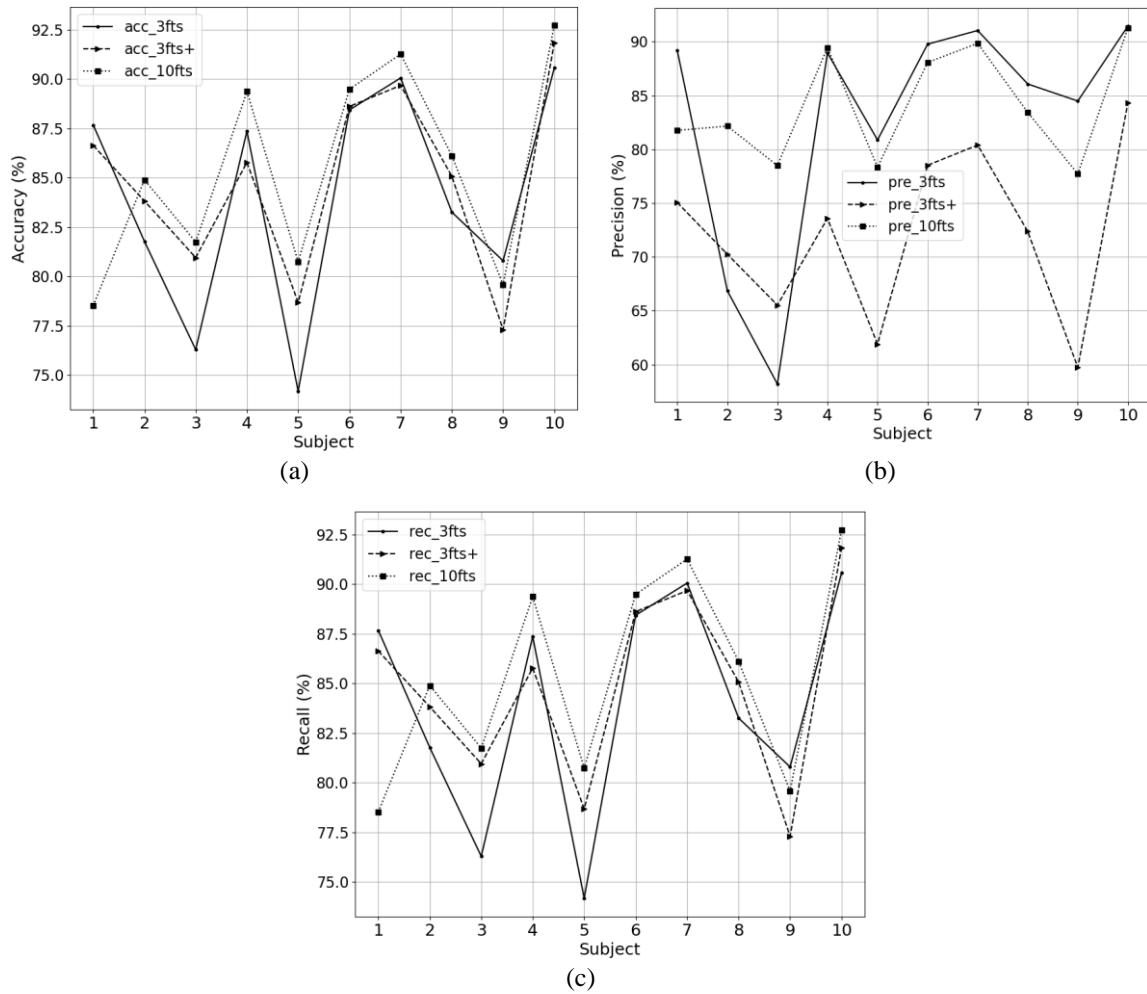 92.5
90.0
87.5
85.0
82.5
80.0
77.5
75.0
Accuracy (%)
acc_3fts
acc_3fts+
acc_10fts
1 2 3 4 5 6 7 8 9 10
Subject
(a)
90
85
80
75
70
65
60
Precision (%)
pre_3fts
pre_3fts+
pre_10fts
1 2 3 4 5 6 7 8 9 10
Subject
(b)
92.5
90.0
87.5
85.0
82.5
80.0
77.5
75.0
Recall (%)
rec_3fts
rec_3fts+
rec_10fts
1 2 3 4 5 6 7 8 9 10
Subject
(c)